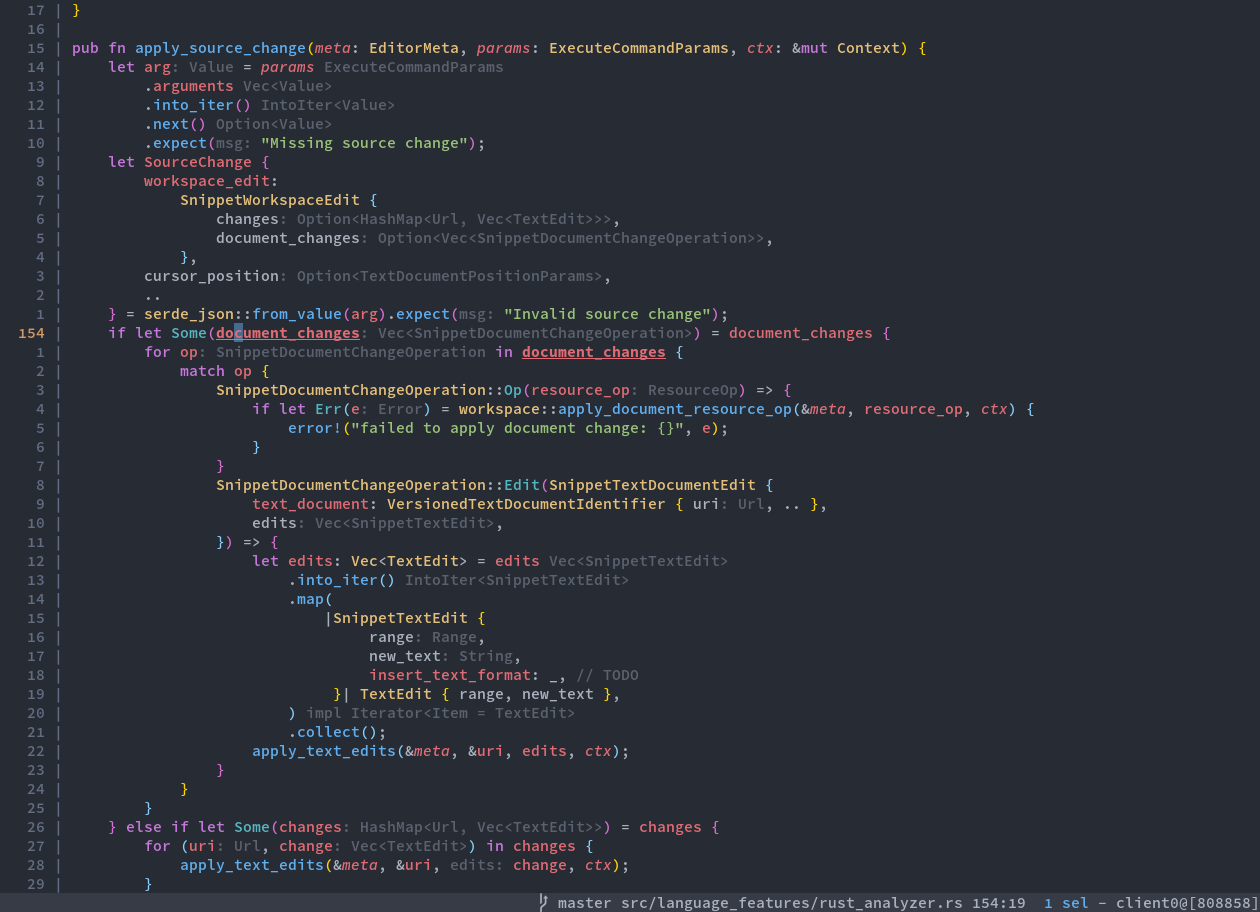 17 | }
16 |
15 | pub fn apply_source_change(meta: EditorMeta, params: ExecuteCommandParams, ctx: &mut Context) {
14 |     let arg: Value = params ExecuteCommandParams
13 |         .arguments Vec<Value>
12 |         .into_iter() IntoIter<Value>
11 |         .next() Option<Value>
10 |         .expect(msg: "Missing source change");
9 |     let SourceChange {
8 |         workspace_edit:
7 |             SnippetWorkspaceEdit {
6 |                 changes: Option<HashMap<Url, Vec<TextEdit>>>,
5 |                 document_changes: Option<Vec<SnippetDocumentChangeOperation>>,
4 |             },
3 |         cursor_position: Option<TextDocumentPositionParams>,
2 |         ..
1 |     } = serde_json::from_value(arg).expect(msg: "Invalid source change");
154 |     if let Some(document_changes: Vec<SnippetDocumentChangeOperation>) = document_changes {
1 |         for op: SnippetDocumentChangeOperation in document_changes {
2 |             match op {
3 |                 SnippetDocumentChangeOperation::Op(resource_op: ResourceOp) => {
4 |                     if let Err(e: Error) = workspace::apply_document_resource_op(&meta, resource_op, ctx) {
5 |                         error!("failed to apply document change: {}", e);
6 |                     }
7 |                 }
8 |                 SnippetDocumentChangeOperation::Edit(SnippetTextDocumentEdit {
9 |                     text_document: VersionedTextDocumentIdentifier { uri: Url, .. },
10 |                     edits: Vec<SnippetTextEdit>,
11 |                 }) => {
12 |                     let edits: Vec<TextEdit> = edits Vec<SnippetTextEdit>
13 |                         .into_iter() IntoIter<SnippetTextEdit>
14 |                         .map(
15 |                             |SnippetTextEdit {
16 |                                  range: Range,
17 |                                  new_text: String,
18 |                                  insert_text_format: _, // TODO
19 |                              }| TextEdit { range, new_text },
20 |                         ) impl Iterator<Item = TextEdit>
21 |                         .collect();
22 |                     apply_text_edits(&meta, &uri, edits, ctx);
23 |                 }
24 |             }
25 |         }
26 |     } else if let Some(changes: HashMap<Url, Vec<TextEdit>>) = changes {
27 |         for (uri: Url, change: Vec<TextEdit>) in changes {
28 |             apply_text_edits(&meta, &uri, edits: change, ctx);
29 |         }
master src/language_features/rust_analyzer.rs 154:19 1 sel - client0@[808858]